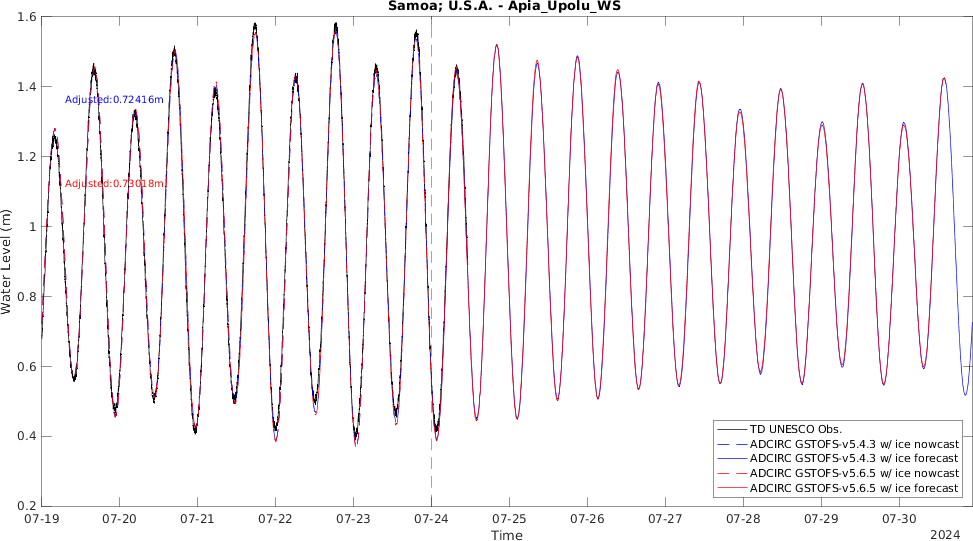 Samoa; U.S.A. - Apia_Upolu_WS
1.6
1.4
1.2
1
0.8
0.6
0.4
0.2
Water Level (m)
Adjusted:0.72416m
Adjusted:0.73018m
TD UNESCO Obs.
ADCIRC GSTOFS-v5.4.3 w/ ice nowcast
ADCIRC GSTOFS-v5.4.3 w/ ice forecast
ADCIRC GSTOFS-v5.6.5 w/ ice nowcast
ADCIRC GSTOFS-v5.6.5 w/ ice forecast
07-19 07-20 07-21 07-22 07-23 07-24 07-25 07-26 07-27 07-28 07-29 07-30
Time
2024